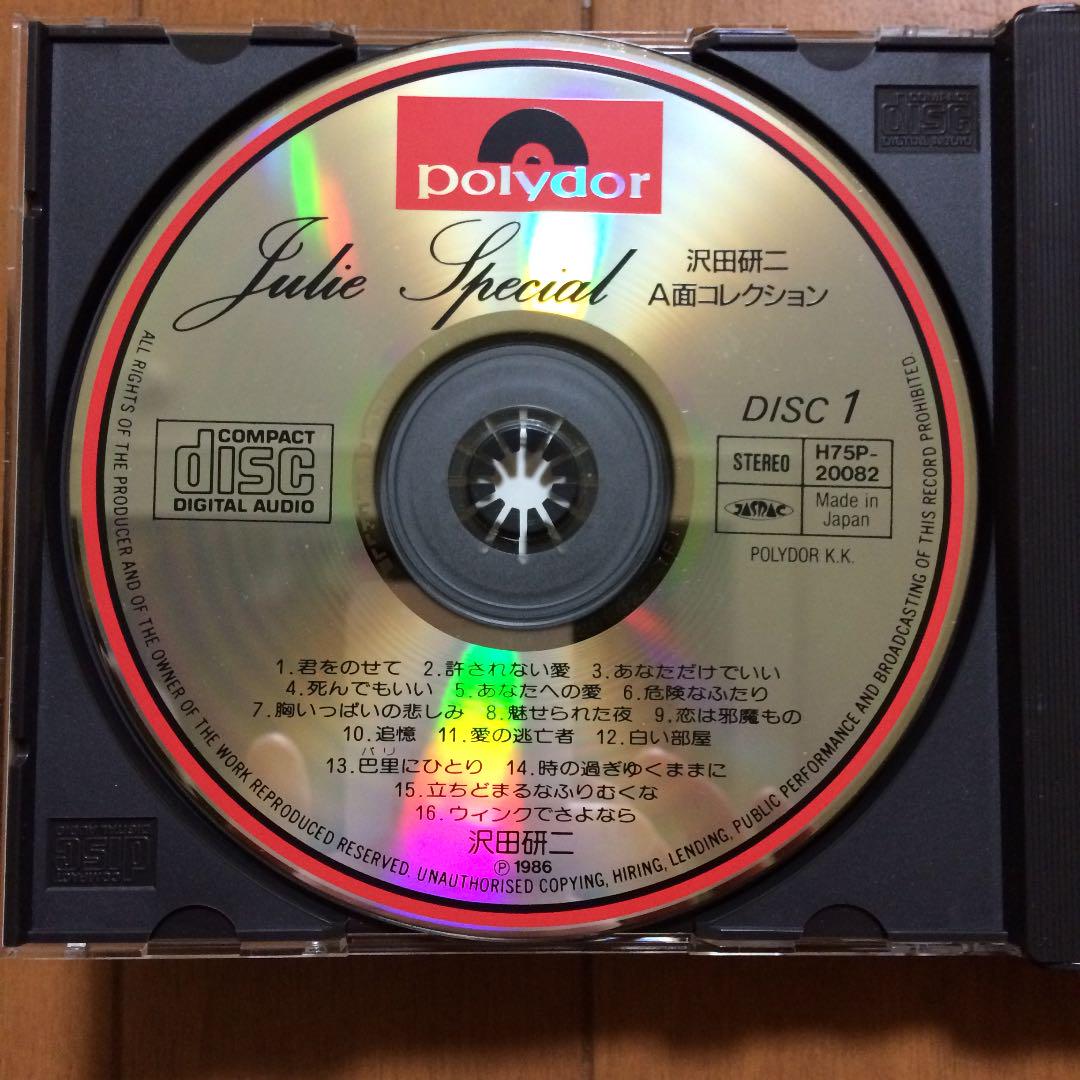 polydor
Julie Special
沢田研二
A面コレクション
DISC 1
COMPACT
disc
DIGITAL AUDIO
STEREO
H75P-
20082
JASRAC
Made in
Japan
POLYDOR K.K.
1.君をのせて 2.許されない愛 3.あなただけでいい
4.死んでもいい 5.あなたへの愛 6.危険なふたり
7.胸いっぱいの悲しみ 8.魅せられた夜 9.恋は邪魔もの
10.追憶 11.愛の逃亡者 12.白い部屋
パリ
13.巴里にひとり 14.時の過ぎゆくままに
15.立ちどまるなふりむくな
16.ウィンクでさよなら
沢田研二
℗1986
ALL RIGHTS OF THE PRODUCER AND OF THE OWNER OF THE WORK REPRODUCED RESERVED. UNAUTHORISED COPYING, HIRING, LENDING, PUBLIC PERFORMANCE AND BROADCASTING OF THIS RECORD PROHIBITED.
COMPACT
disc
DIGITAL AUDIO